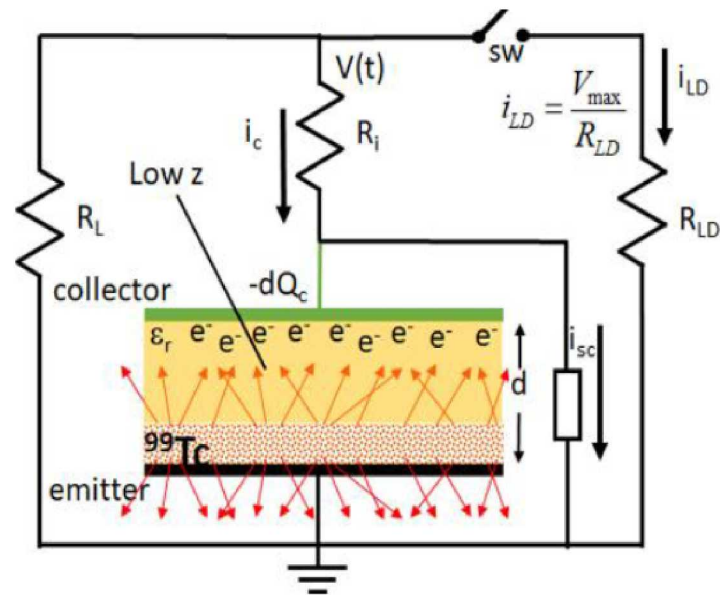 sw
V(t)
i_LD
i_LD = V_max / R_LD
i_c
R_i
Low z
R_L
R_LD
collector
-dQ_c
ε_r e⁻ e⁻ e⁻ e⁻ e⁻ e⁻ e⁻ e⁻ e⁻
i_sc
d
⁹⁹Tc
emitter